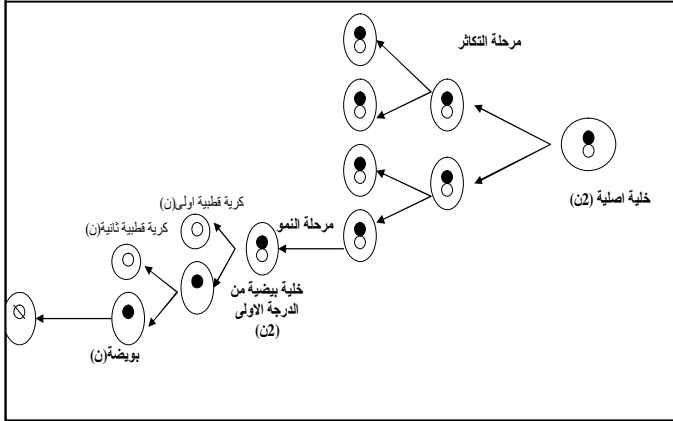 مرحلة التكاثر
خلية اصلية (2ن)
مرحلة النمو
كرية قطبية اولى(ن)
كرية قطبية ثانية(ن)
خلية بيضية من
الدرجة الاولى
(2ن)
بويضة(ن)